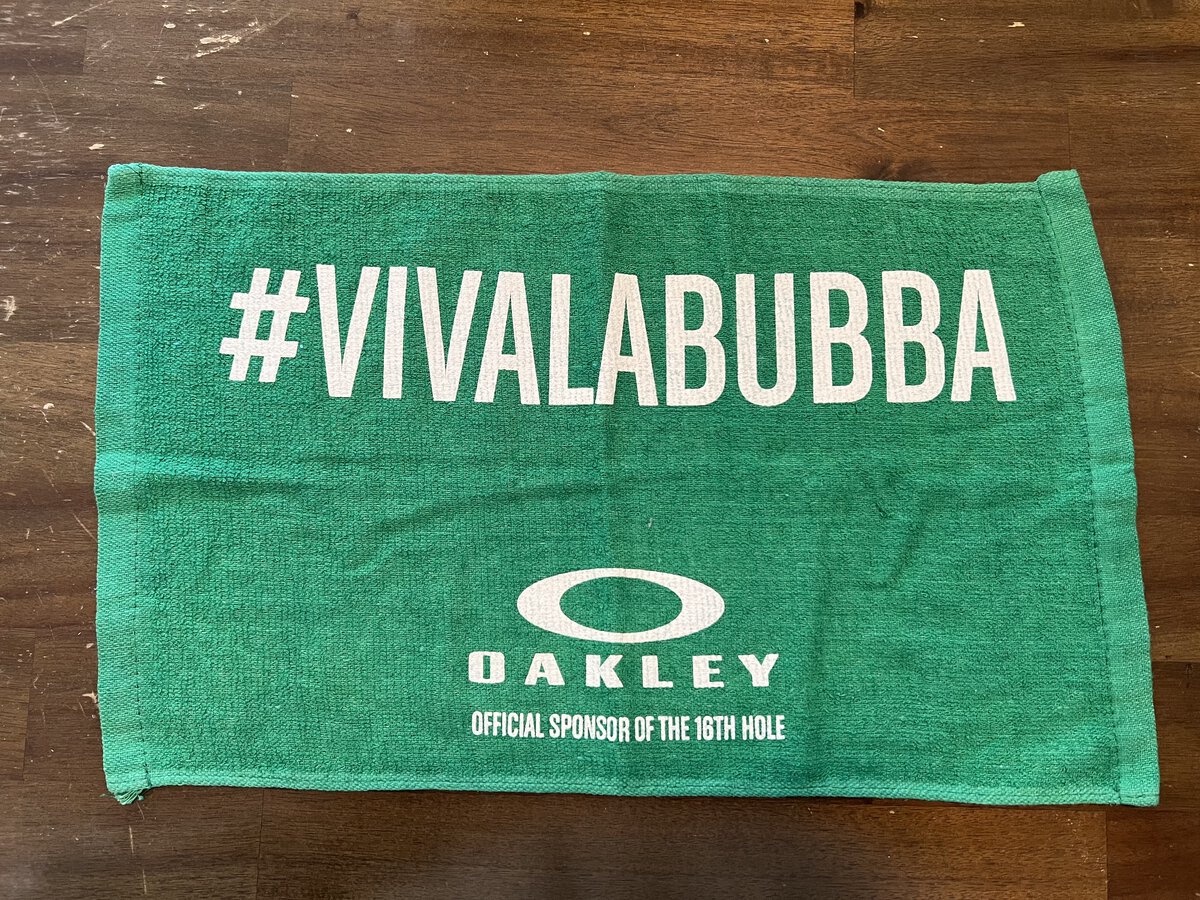 #VIVALABUBBA
OAKLEY
OFFICIAL SPONSOR OF THE 16TH HOLE